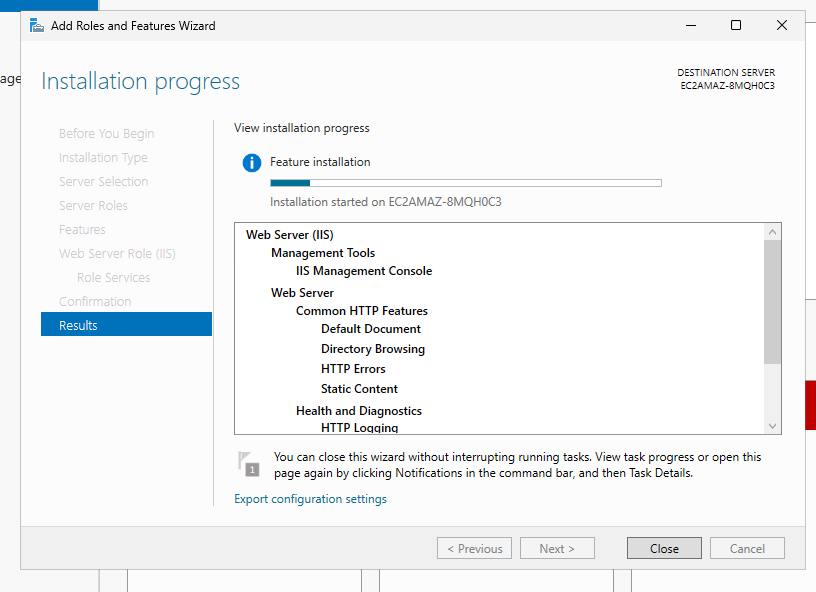 Add Roles and Features Wizard
age
Installation progress
DESTINATION SERVER
EC2AMAZ-8MQH0C3
Before You Begin
Installation Type
Server Selection
Server Roles
Features
Web Server Role (IIS)
Role Services
Confirmation
Results
View installation progress
Feature installation
Installation started on EC2AMAZ-8MQH0C3
Web Server (IIS)
Management Tools
IIS Management Console
Web Server
Common HTTP Features
Default Document
Directory Browsing
HTTP Errors
Static Content
Health and Diagnostics
HTTP Logging
1
You can close this wizard without interrupting running tasks. View task progress or open this
page again by clicking Notifications in the command bar, and then Task Details.
Export configuration settings
< Previous
Next >
Close
Cancel